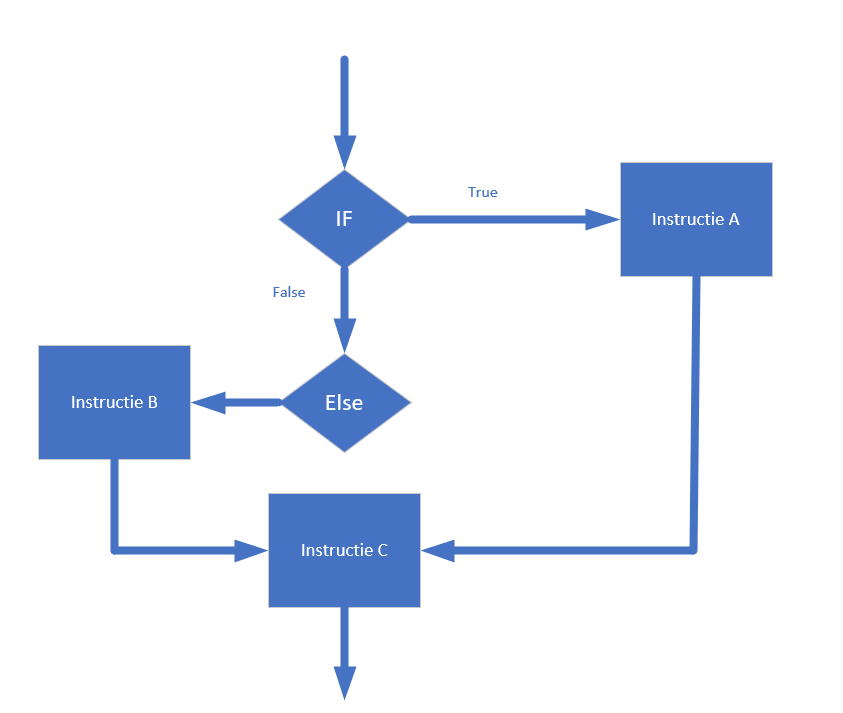 True
IF
Instructie A
False
Else
Instructie B
Instructie C